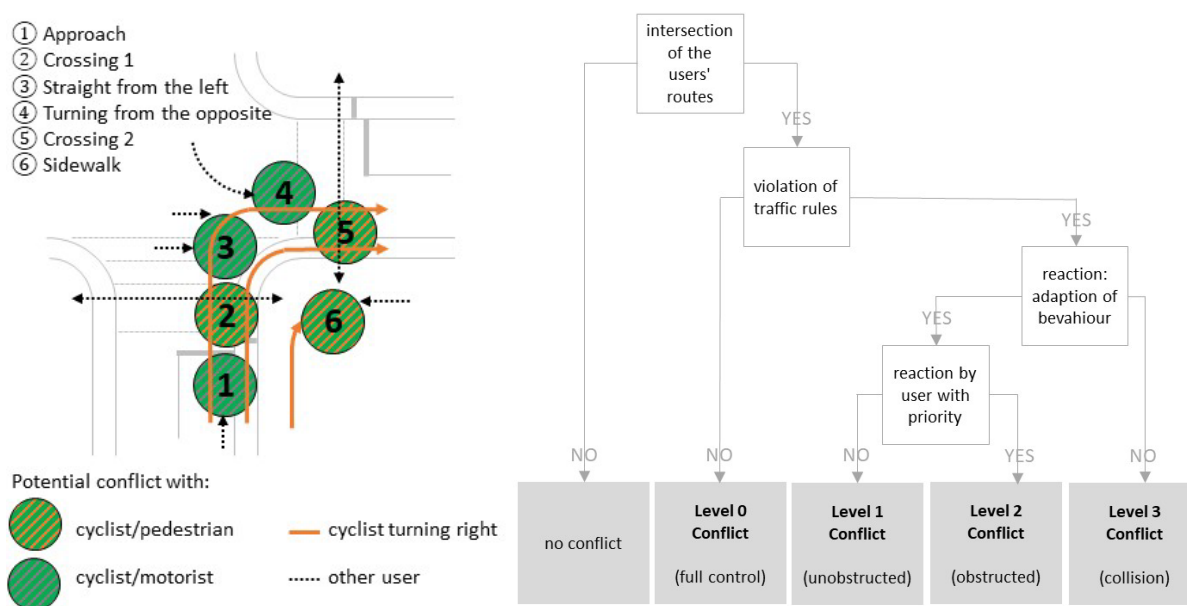 ① Approach
② Crossing 1
③ Straight from the left
④ Turning from the opposite
⑤ Crossing 2
⑥ Sidewalk
4
3
5
2
6
1
Potential conflict with:
cyclist/pedestrian
cyclist turning right
cyclist/motorist
other user
intersection
of the
users'
routes
YES
violation of
traffic rules
YES
reaction:
adaption of
bevahiour
YES
reaction by
user with
priority
NO
NO
NO
YES
NO
no conflict
Level 0
Conflict
(full control)
Level 1
Conflict
(unobstructed)
Level 2
Conflict
(obstructed)
Level 3
Conflict
(collision)